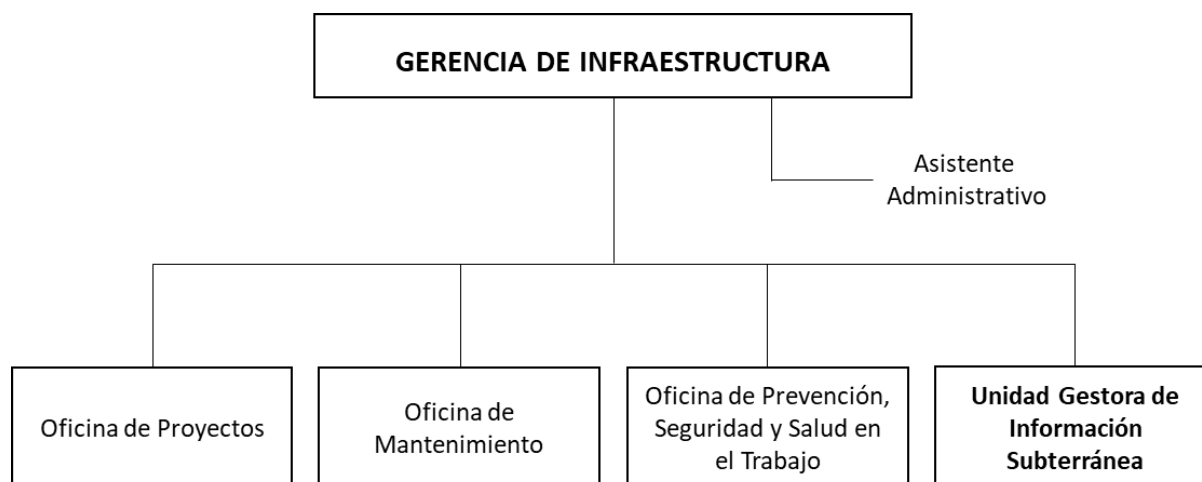 GERENCIA DE INFRAESTRUCTURA
Asistente
Administrativo
Oficina de Proyectos
Oficina de
Mantenimiento
Oficina de Prevención,
Seguridad y Salud en
el Trabajo
Unidad Gestora de
Información
Subterránea